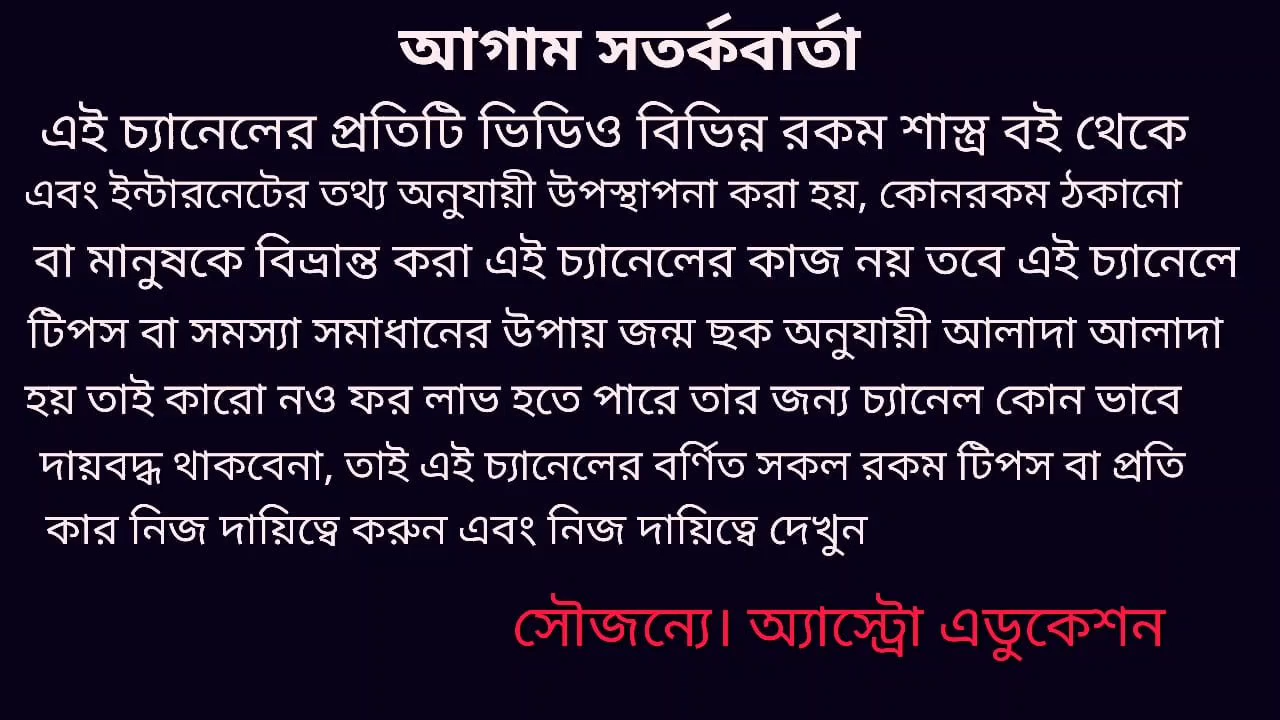 আগাম সতর্কবার্তা
এই চ্যানেলের প্রতিটি ভিডিও বিভিন্ন রকম শাস্ত্র বই থেকে
এবং ইন্টারনেটের তথ্য অনুযায়ী উপস্থাপনা করা হয়, কোনরকম ঠকানো
বা মানুষকে বিভ্রান্ত করা এই চ্যানেলের কাজ নয় তবে এই চ্যানেলে
টিপস বা সমস্যা সমাধানের উপায় জন্ম ছক অনুযায়ী আলাদা আলাদা
হয় তাই কারো নও ফর লাভ হতে পারে তার জন্য চ্যানেল কোন ভাবে
দায়বদ্ধ থাকবেনা, তাই এই চ্যানেলের বর্ণিত সকল রকম টিপস বা প্রতি
কার নিজ দায়িত্বে করুন এবং নিজ দায়িত্বে দেখুন
সৌজন্যে। অ্যাস্ট্রো এডুকেশন